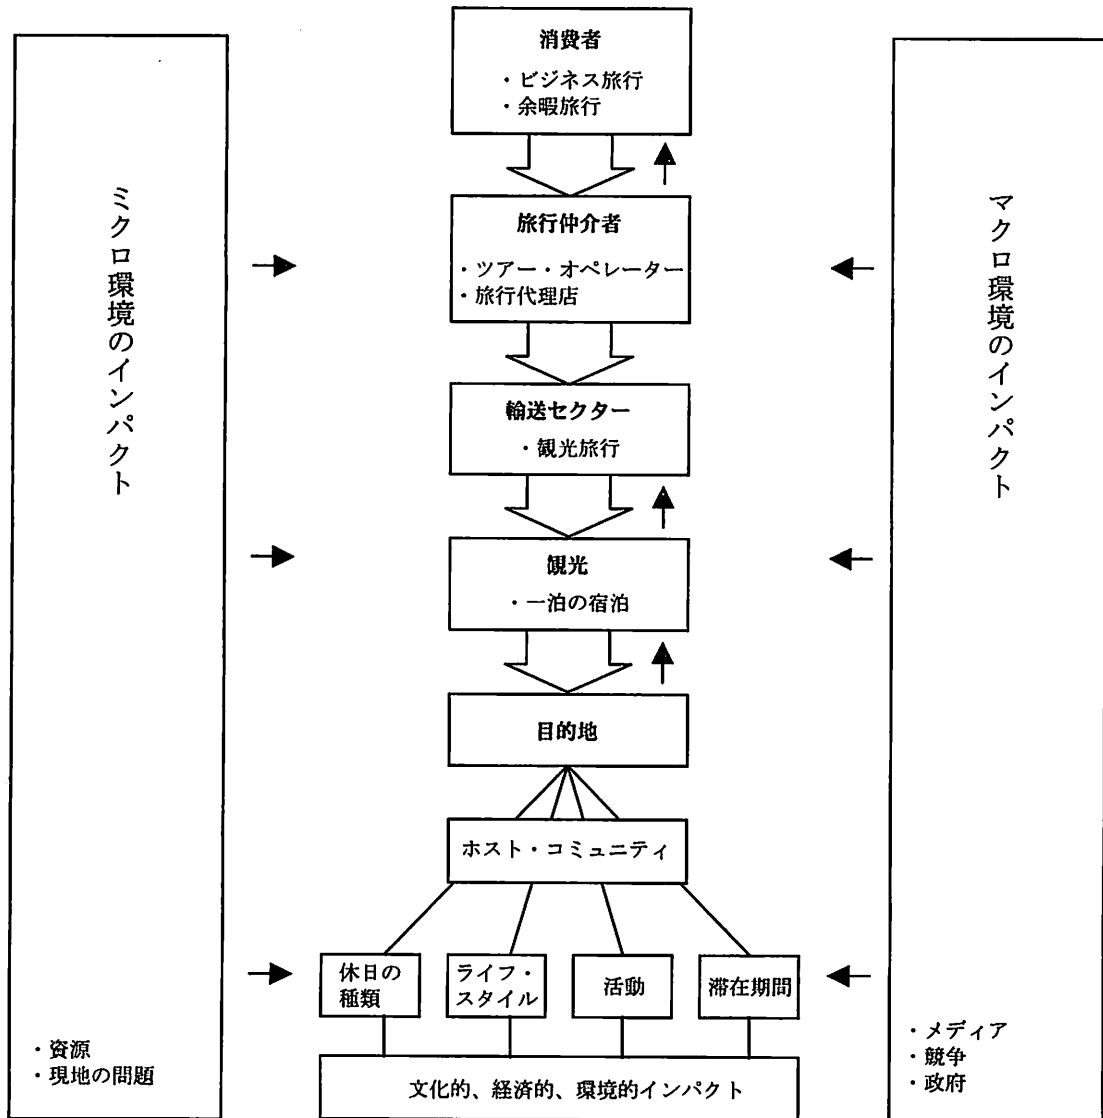 消費者
・ビジネス旅行
・余暇旅行
旅行仲介者
・ツアー・オペレーター
・旅行代理店
輸送セクター
・観光旅行
観光
・一泊の宿泊
目的地
ホスト・コミュニティ
休日の
種類
ライフ・
スタイル
活動
滞在期間
文化的、経済的、環境的インパクト
ミクロ環境のインパクト
・資源
・現地の問題
マクロ環境のインパクト
・メディア
・競争
・政府